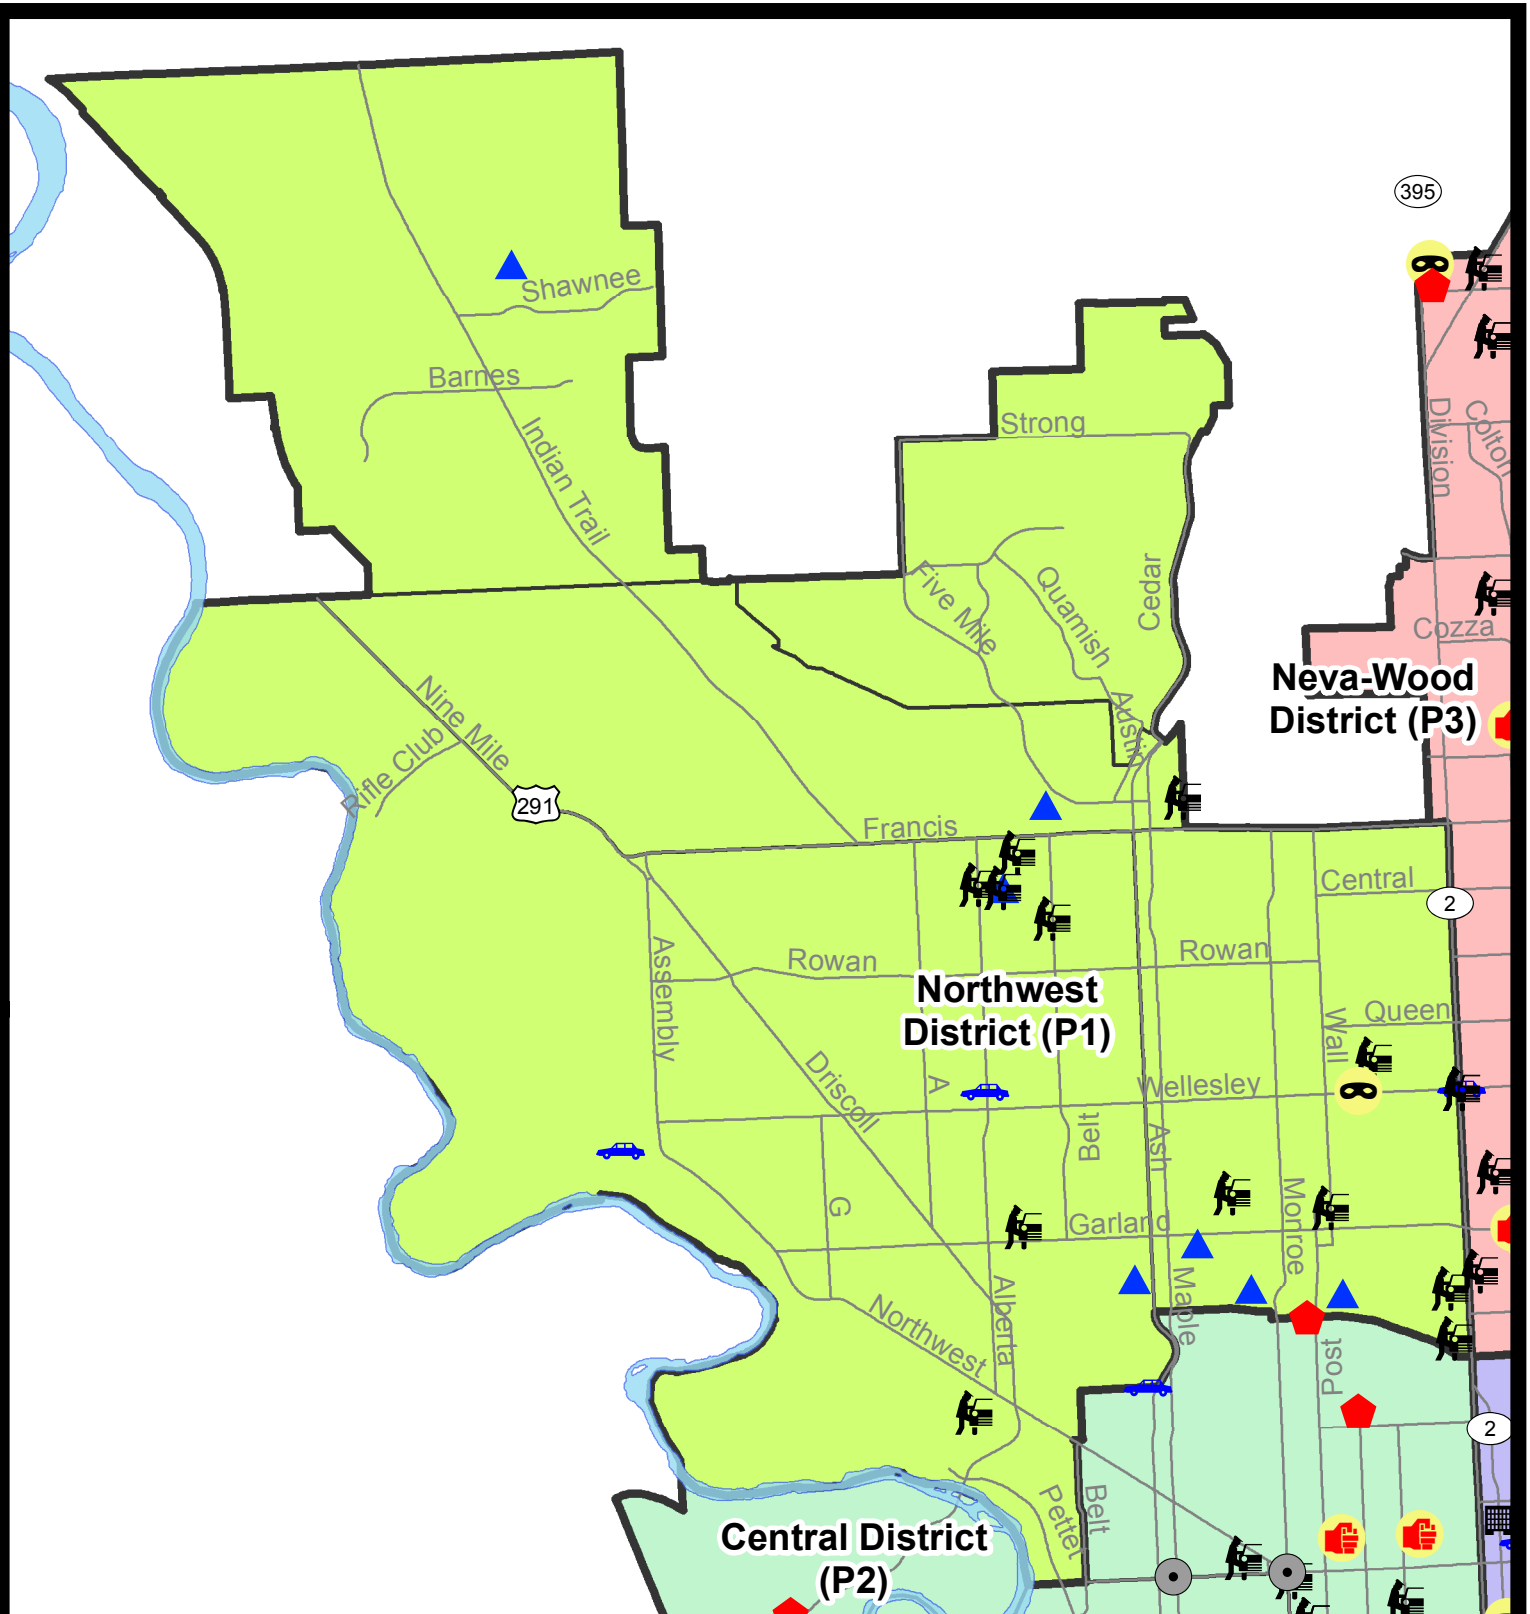 395
Shawnee
Barnes
Strong
Division
Colton
Indian Trail
Five Mile
Quamish
Cedar
Cozza
Neva-Wood
District (P3)
Nine Mile
Rifle Club
Austin
291
Francis
Central
2
Assembly
Rowan
Rowan
Northwest
District (P1)
Queen
Wall
Driscoll
A
Wellesley
Belt
Ash
G
Garland
Monroe
Maple
Alberta
Northwest
Post
2
Pettet
Belt
Central District
(P2)